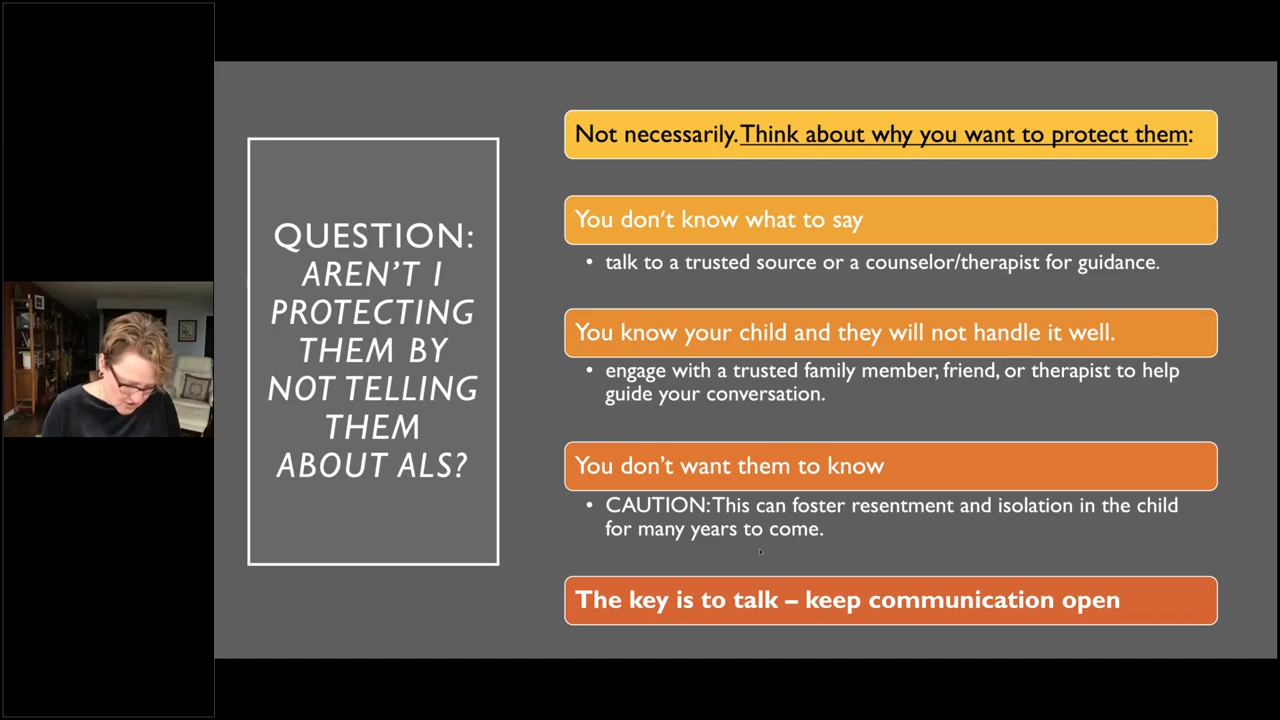 QUESTION:
AREN'T I
PROTECTING
THEM BY
NOT TELLING
THEM
ABOUT ALS?
Not necessarily. Think about why you want to protect them:
You don't know what to say
• talk to a trusted source or a counselor/therapist for guidance.
You know your child and they will not handle it well.
• engage with a trusted family member, friend, or therapist to help
guide your conversation.
You don't want them to know
• CAUTION: This can foster resentment and isolation in the child
for many years to come.
The key is to talk – keep communication open